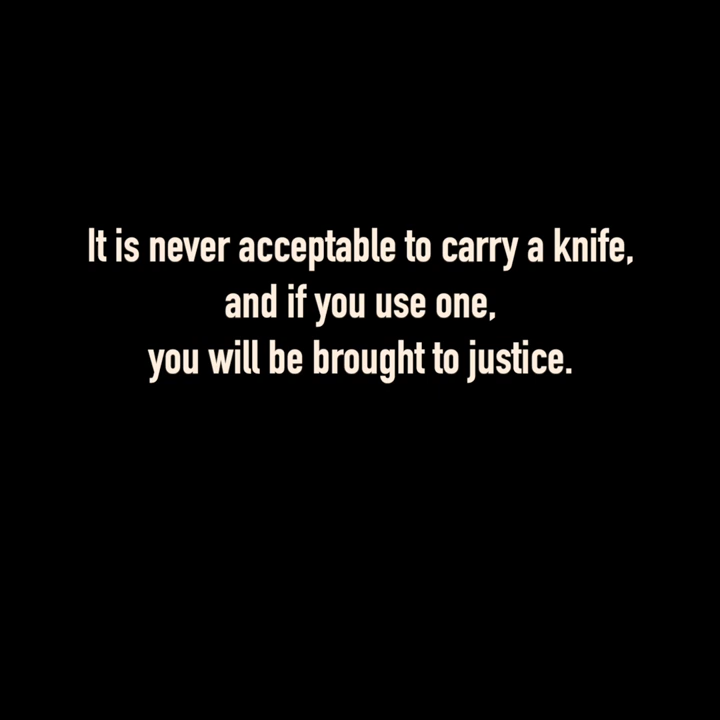 It is never acceptable to carry a knife,
and if you use one,
you will be brought to justice.